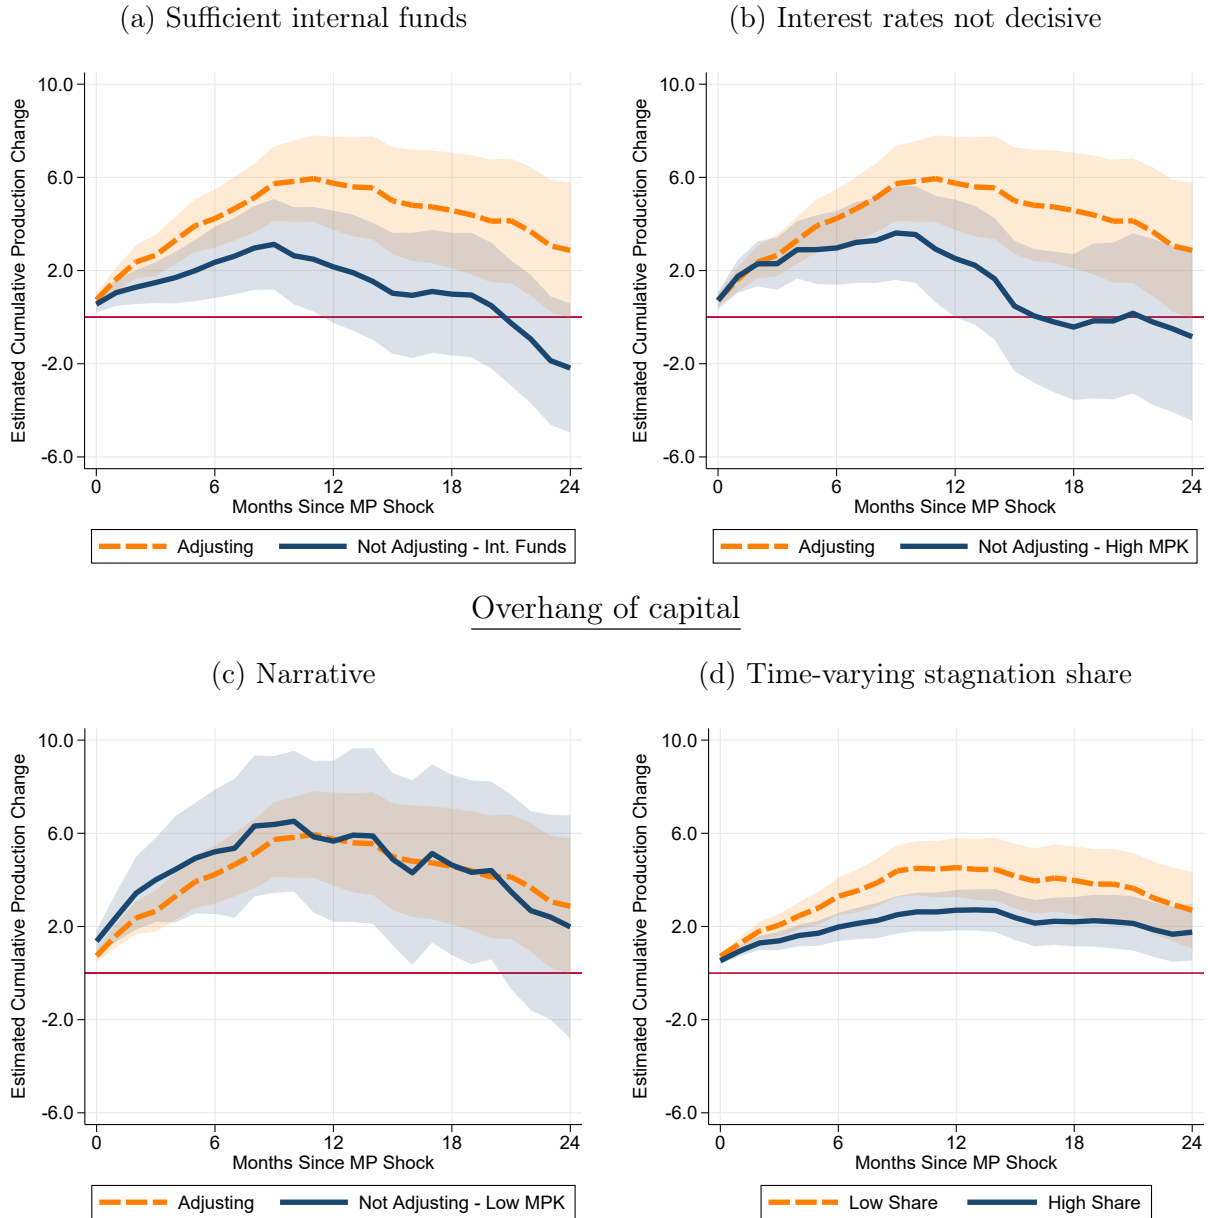 (a) Sufficient internal funds
(b) Interest rates not decisive
Estimated Cumulative Production Change
10.0
6.0
2.0
-2.0
-6.0
0
6
12
18
24
Months Since MP Shock
Adjusting
Not Adjusting - Int. Funds
Estimated Cumulative Production Change
10.0
6.0
2.0
-2.0
-6.0
0
6
12
18
24
Months Since MP Shock
Adjusting
Not Adjusting - High MPK
Overhang of capital
(c) Narrative
(d) Time-varying stagnation share
Estimated Cumulative Production Change
10.0
6.0
2.0
-2.0
-6.0
0
6
12
18
24
Months Since MP Shock
Adjusting
Not Adjusting - Low MPK
Estimated Cumulative Production Change
10.0
6.0
2.0
-2.0
-6.0
0
6
12
18
24
Months Since MP Shock
Low Share
High Share